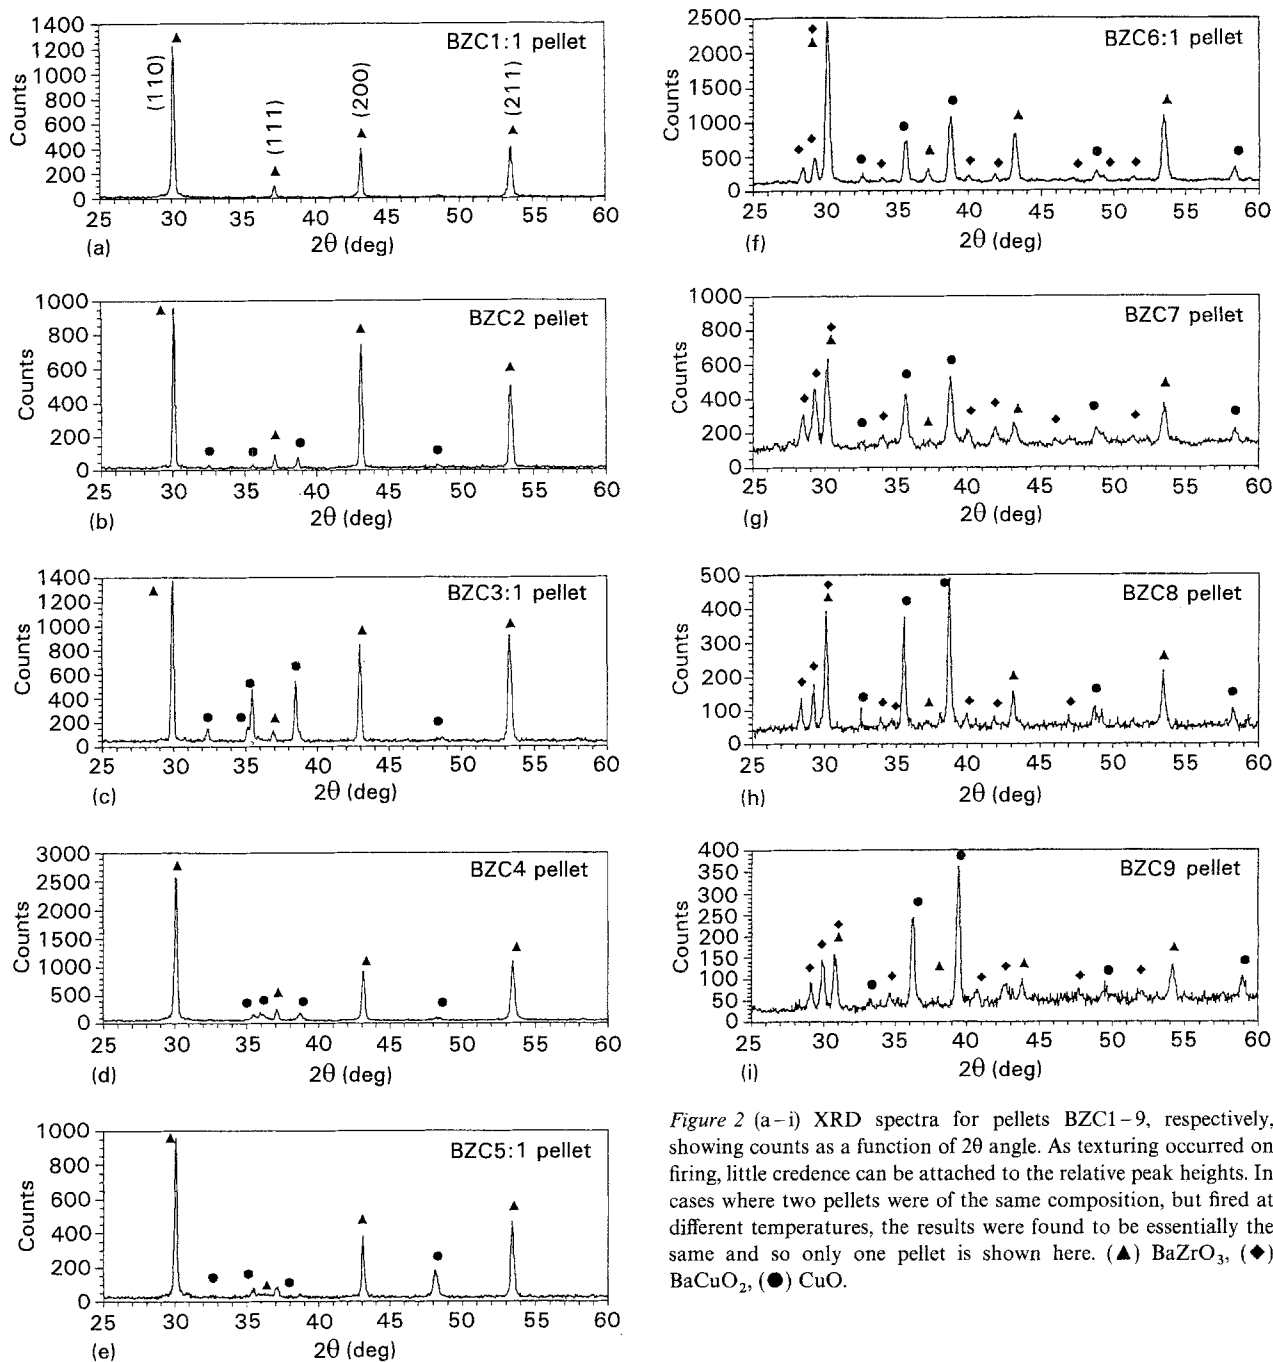 1400
1200
1000
800
600
400
200
0
Counts
BZC1:1 pellet
(110)
(111)
(200)
(211)
25 30 35 40 45 50 55 60
(a)
2θ (deg)
1000
800
600
400
200
0
Counts
BZC2 pellet
25 30 35 40 45 50 55 60
(b)
2θ (deg)
1400
1200
1000
800
600
400
200
0
Counts
BZC3:1 pellet
25 30 35 40 45 50 55 60
(c)
2θ (deg)
3000
2500
2000
1500
1000
500
0
Counts
BZC4 pellet
25 30 35 40 45 50 55 60
(d)
2θ (deg)
1000
800
600
400
200
0
Counts
BZC5:1 pellet
25 30 35 40 45 50 55 60
(e)
2θ (deg)
2500
2000
1500
1000
500
0
Counts
BZC6:1 pellet
25 30 35 40 45 50 55 60
(f)
2θ (deg)
1000
800
600
400
200
0
Counts
BZC7 pellet
25 30 35 40 45 50 55 60
(g)
2θ (deg)
500
400
300
200
100
0
Counts
BZC8 pellet
25 30 35 40 45 50 55 60
(h)
2θ (deg)
400
350
300
250
200
150
100
50
0
Counts
BZC9 pellet
25 30 35 40 45 50 55 60
(i)
2θ (deg)
Figure 2 (a–i) XRD spectra for pellets BZC1–9, respectively,
showing counts as a function of 2θ angle. As texturing occurred on
firing, little credence can be attached to the relative peak heights. In
cases where two pellets were of the same composition, but fired at
different temperatures, the results were found to be essentially the
same and so only one pellet is shown here. (▲) BaZrO₃, (◆)
BaCuO₂, (●) CuO.